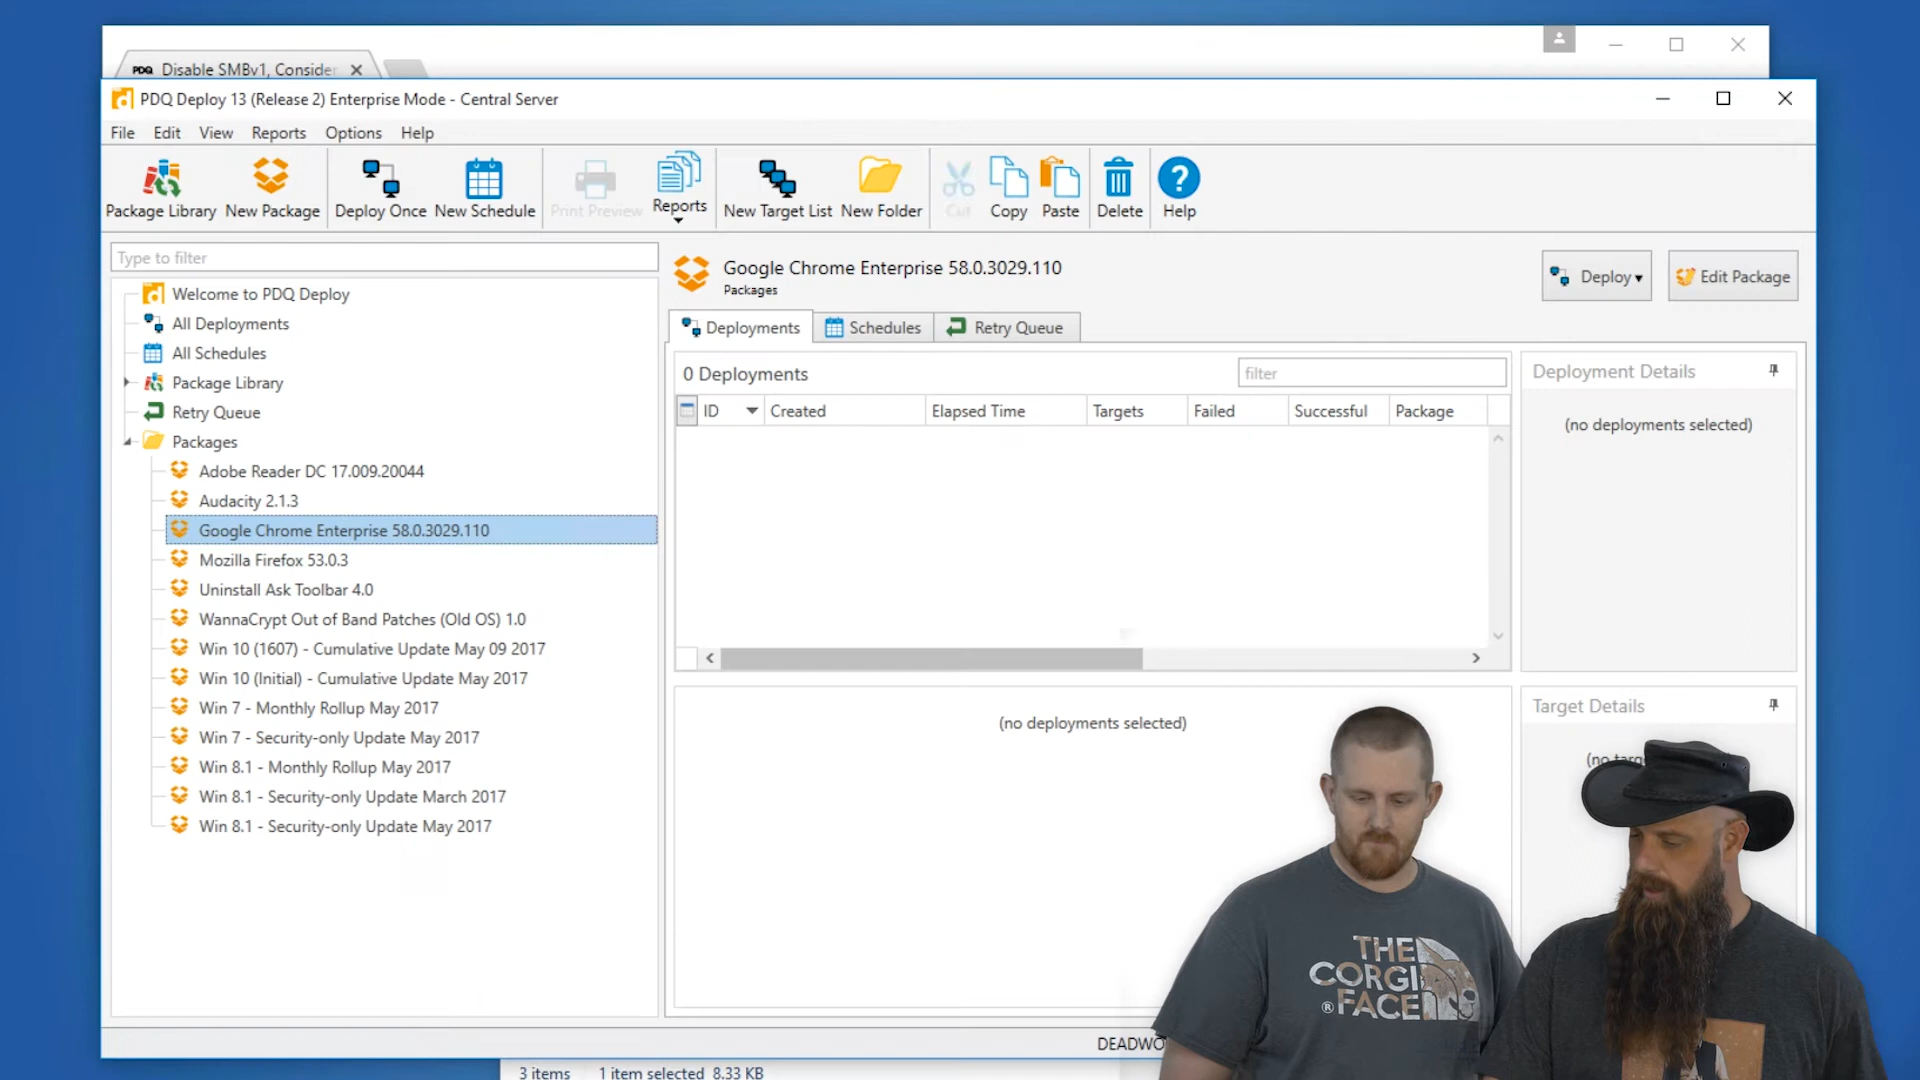 PDQ Disable SMBv1, Consider
PDQ Deploy 13 (Release 2) Enterprise Mode - Central Server
File Edit View Reports Options Help
Package Library New Package Deploy Once New Schedule Print Preview Reports New Target List New Folder Cut Copy Paste Delete Help
Type to filter
Welcome to PDQ Deploy
All Deployments
All Schedules
Package Library
Retry Queue
Packages
Adobe Reader DC 17.009.20044
Audacity 2.1.3
Google Chrome Enterprise 58.0.3029.110
Mozilla Firefox 53.0.3
Uninstall Ask Toolbar 4.0
WannaCrypt Out of Band Patches (Old OS) 1.0
Win 10 (1607) - Cumulative Update May 09 2017
Win 10 (Initial) - Cumulative Update May 2017
Win 7 - Monthly Rollup May 2017
Win 7 - Security-only Update May 2017
Win 8.1 - Monthly Rollup May 2017
Win 8.1 - Security-only Update March 2017
Win 8.1 - Security-only Update May 2017
Google Chrome Enterprise 58.0.3029.110
Packages
Deploy Edit Package
Deployments Schedules Retry Queue
0 Deployments
filter
ID Created Elapsed Time Targets Failed Successful Package
Deployment Details
(no deployments selected)
(no deployments selected)
Target Details
(no targ
THE
CORGI
® FACE
DEADWO
3 items 1 item selected 8.33 KB